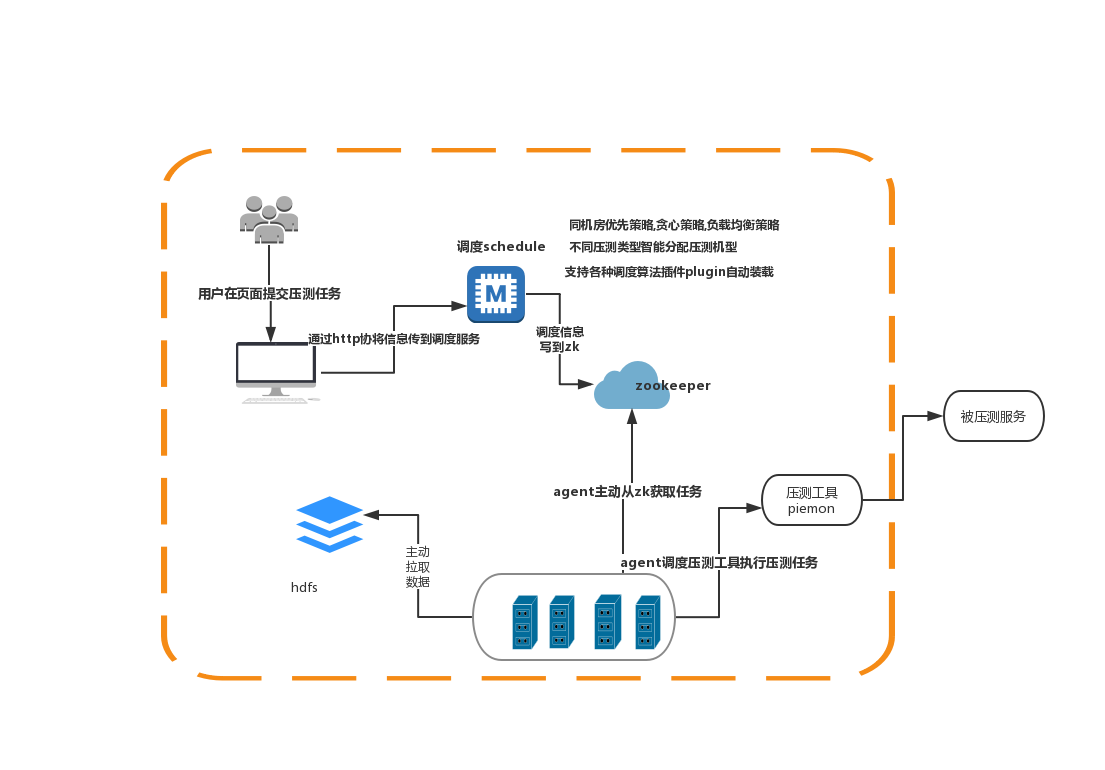 同机房优先策略,贪心策略,负载均衡策略
调度schedule
不同压测类型智能分配压测机型
支持各种调度算法插件plugin自动装载
M
用户在页面提交压测任务
通过http协将信息传到调度服务
调度信息
写到zk
zookeeper
被压测服务
agent主动从zk获取任务
压测工具
piemon
主动
拉取
数据
agent调度压测工具执行压测任务
hdfs